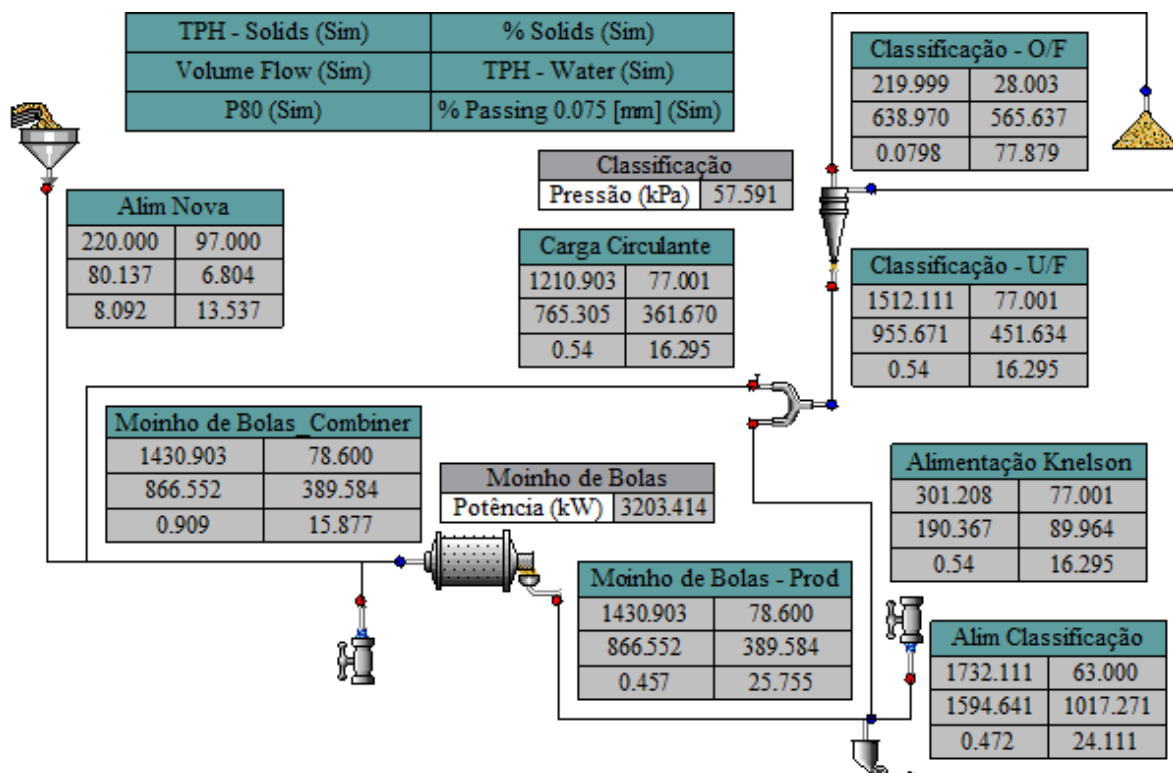 TPH - Solids (Sim) % Solids (Sim)
Volume Flow (Sim) TPH - Water (Sim)
P80 (Sim) % Passing 0.075 [mm] (Sim)
Classificação - O/F
219.999 28.003
638.970 565.637
0.0798 77.879
Classificação
Pressão (kPa) 57.591
Alim Nova
220.000 97.000
80.137 6.804
8.092 13.537
Carga Circulante
1210.903 77.001
765.305 361.670
0.54 16.295
Classificação - U/F
1512.111 77.001
955.671 451.634
0.54 16.295
Moinho de Bolas_Combiner
1430.903 78.600
866.552 389.584
0.909 15.877
Moinho de Bolas
Potência (kW) 3203.414
Alimentação Knelson
301.208 77.001
190.367 89.964
0.54 16.295
Moinho de Bolas - Prod
1430.903 78.600
866.552 389.584
0.457 25.755
Alim Classificação
1732.111 63.000
1594.641 1017.271
0.472 24.111